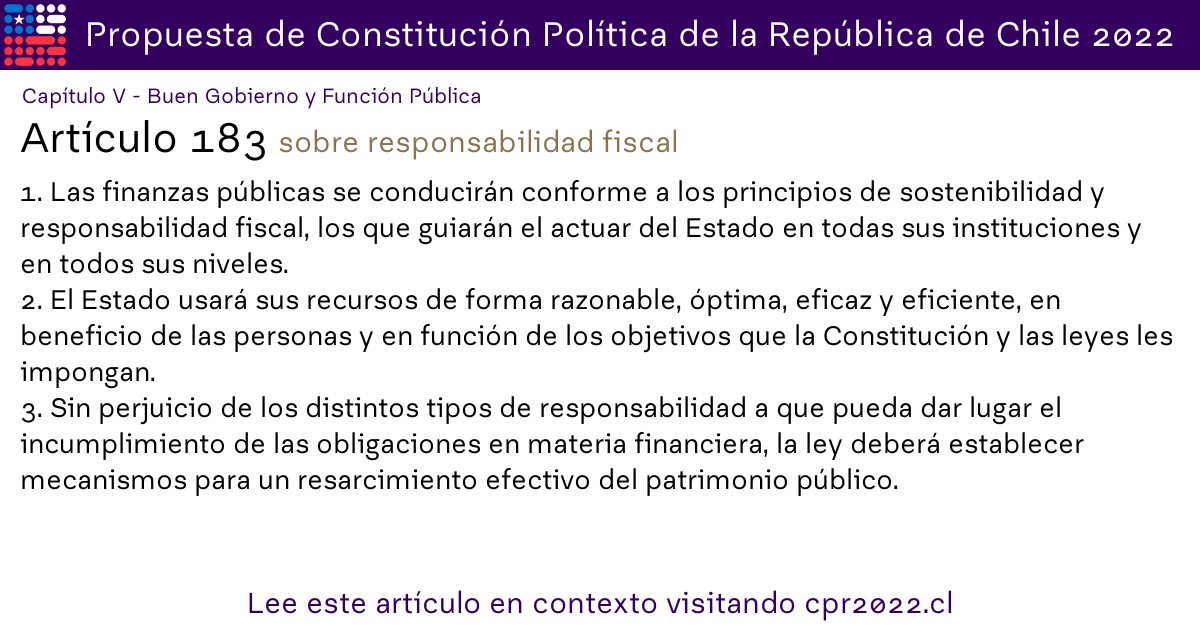 Propuesta de Constitución Política de la República de Chile 2022
Capítulo V - Buen Gobierno y Función Pública
Artículo 183 sobre responsabilidad fiscal
1. Las finanzas públicas se conducirán conforme a los principios de sostenibilidad y
responsabilidad fiscal, los que guiarán el actuar del Estado en todas sus instituciones y
en todos sus niveles.
2. El Estado usará sus recursos de forma razonable, óptima, eficaz y eficiente, en
beneficio de las personas y en función de los objetivos que la Constitución y las leyes les
impongan.
3. Sin perjuicio de los distintos tipos de responsabilidad a que pueda dar lugar el
incumplimiento de las obligaciones en materia financiera, la ley deberá establecer
mecanismos para un resarcimiento efectivo del patrimonio público.
Lee este artículo en contexto visitando cpr2022.cl